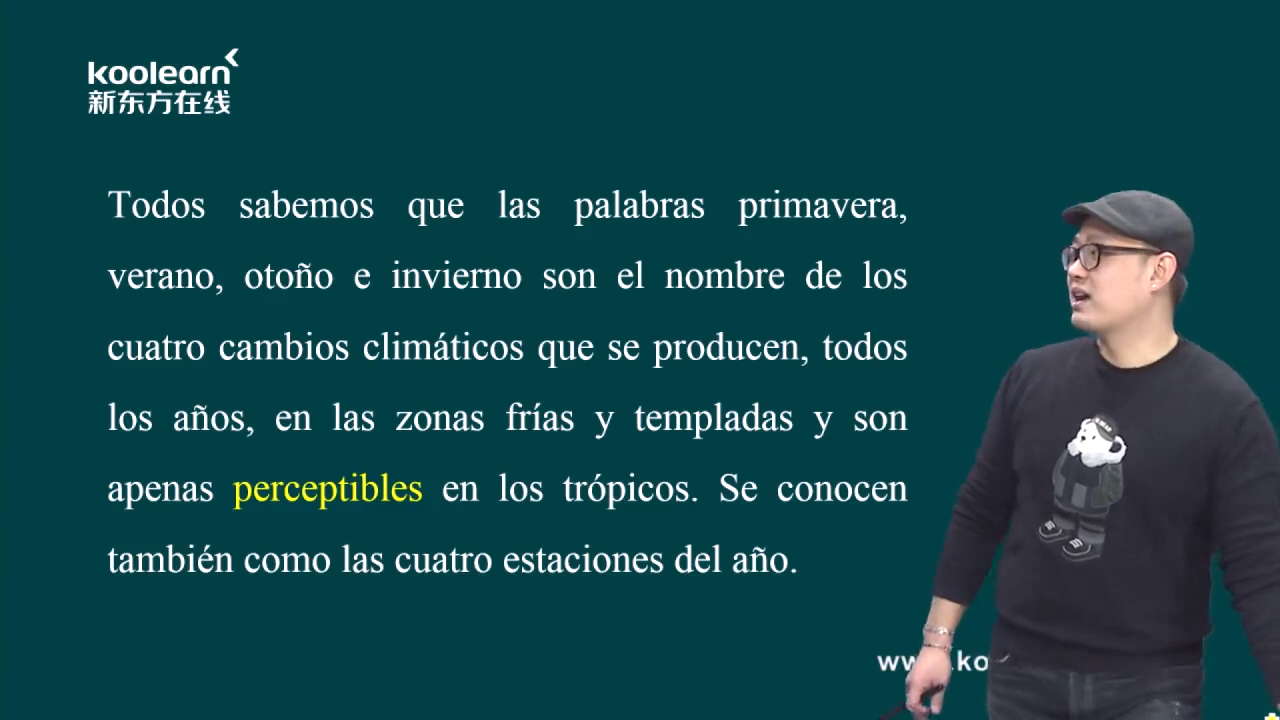 koolearn
新东方在线
Todos sabemos que las palabras primavera,
verano, otoño e invierno son el nombre de los
cuatro cambios climáticos que se producen, todos
los años, en las zonas frías y templadas y son
apenas perceptibles en los trópicos. Se conocen
también como las cuatro estaciones del año.